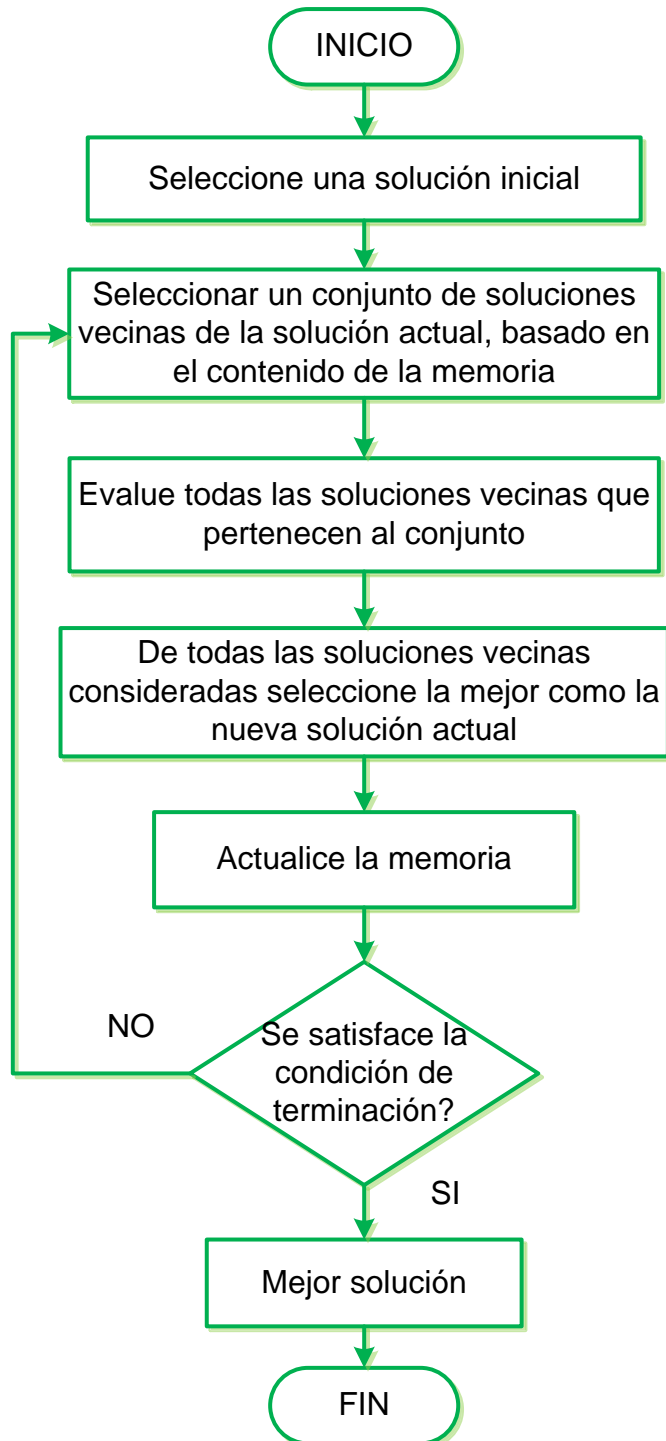 INICIO
Seleccione una solución inicial
Seleccionar un conjunto de soluciones
vecinas de la solución actual, basado en
el contenido de la memoria
Evalue todas las soluciones vecinas que
pertenecen al conjunto
De todas las soluciones vecinas
consideradas seleccione la mejor como la
nueva solución actual
Actualice la memoria
NO
Se satisface la
condición de
terminación?
SI
Mejor solución
FIN